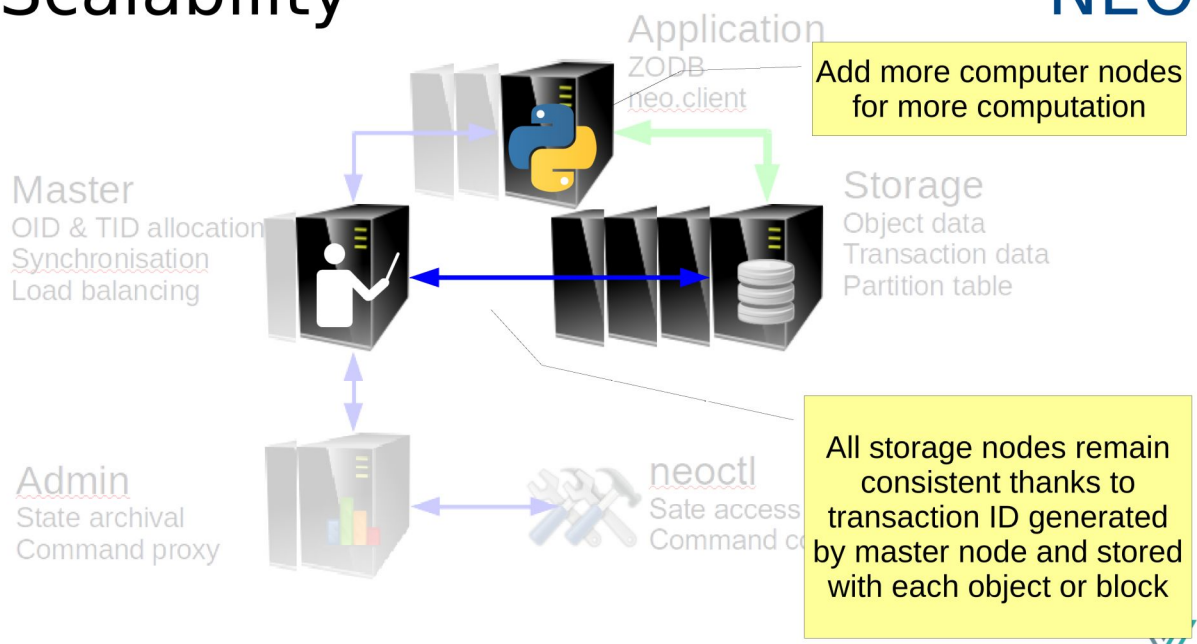 Scalability
NEO
Application
ZODB
neo.client
Add more computer nodes
for more computation
Master
OID & TID allocation
Synchronisation
Load balancing
Storage
Object data
Transaction data
Partition table
Admin
State archival
Command proxy
neoctl
Sate access
Command
All storage nodes remain
consistent thanks to
transaction ID generated
by master node and stored
with each object or block